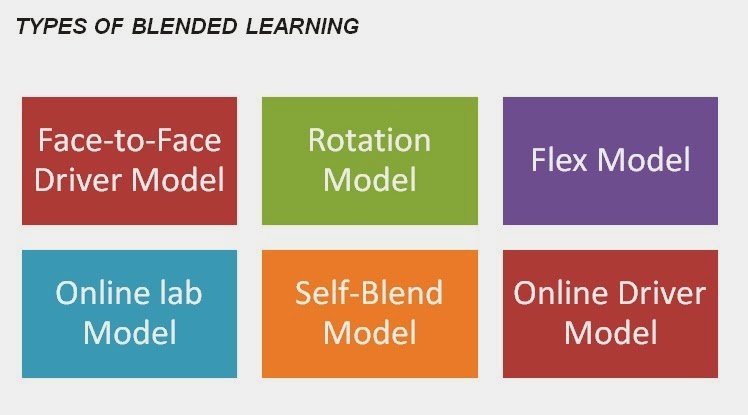 TYPES OF BLENDED LEARNING
Face-to-Face
Driver Model
Rotation
Model
Flex Model
Online lab
Model
Self-Blend
Model
Online Driver
Model